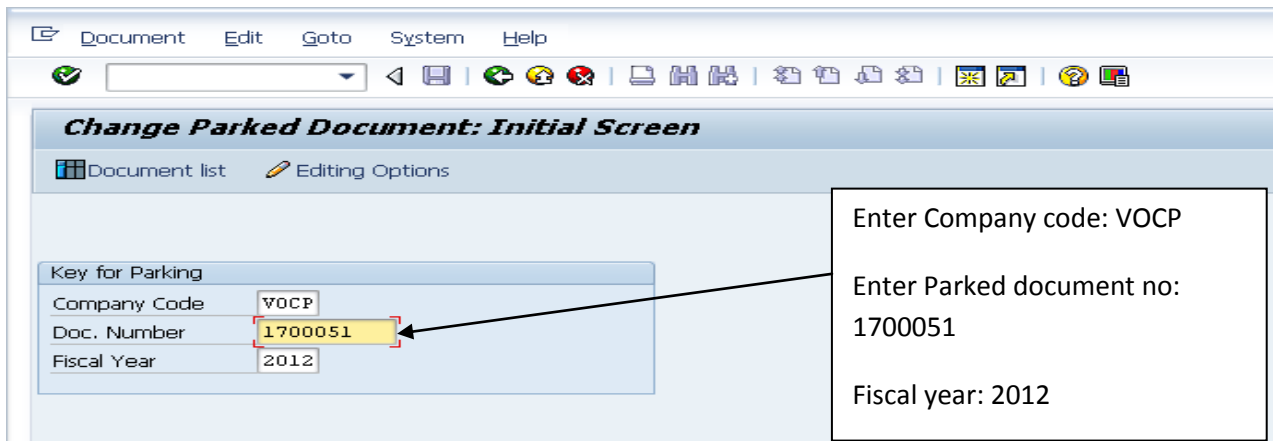 Document Edit Goto System Help
Change Parked Document: Initial Screen
Document list Editing Options
Key for Parking
Company Code VOCP
Doc. Number 1700051
Fiscal Year 2012
Enter Company code: VOCP
Enter Parked document no:
1700051
Fiscal year: 2012